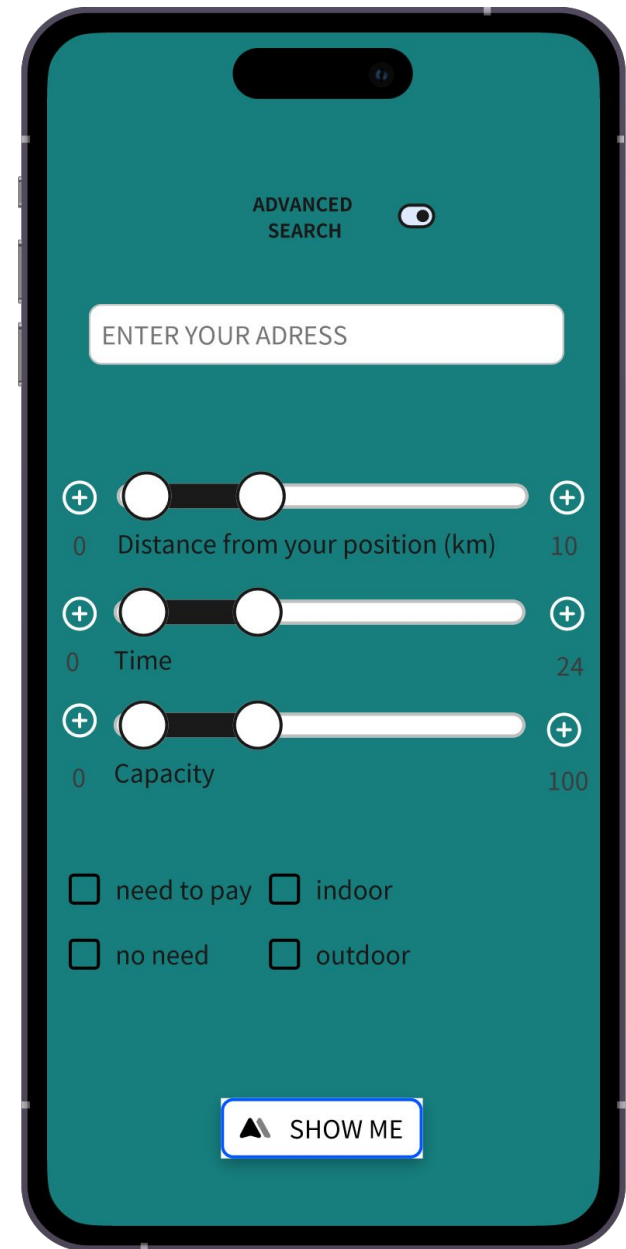 ADVANCED
SEARCH
ENTER YOUR ADRESS
0 Distance from your position (km) 10
0 Time 24
0 Capacity 100
need to pay indoor
no need outdoor
SHOW ME